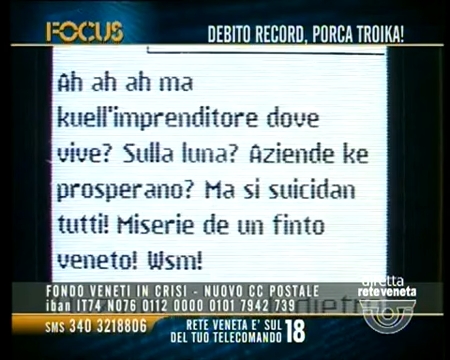 FOCUS
DEBITO RECORD, PORCA TROIKA!
Ah ah ah ma
kuell'imprenditore dove
vive? Sulla luna? Aziende ke
prosperano? Ma si suicidan
tutti! Miserie de un finto
veneto! Wsm!
diretta
reteveneta
FONDO VENETI IN CRISI - NUOVO CC POSTALE
iban IT74 N076 0112 0000 0101 7942 739
SMS 340 3218806
RETE VENETA E' SUL
DEL TUO TELECOMANDO 18